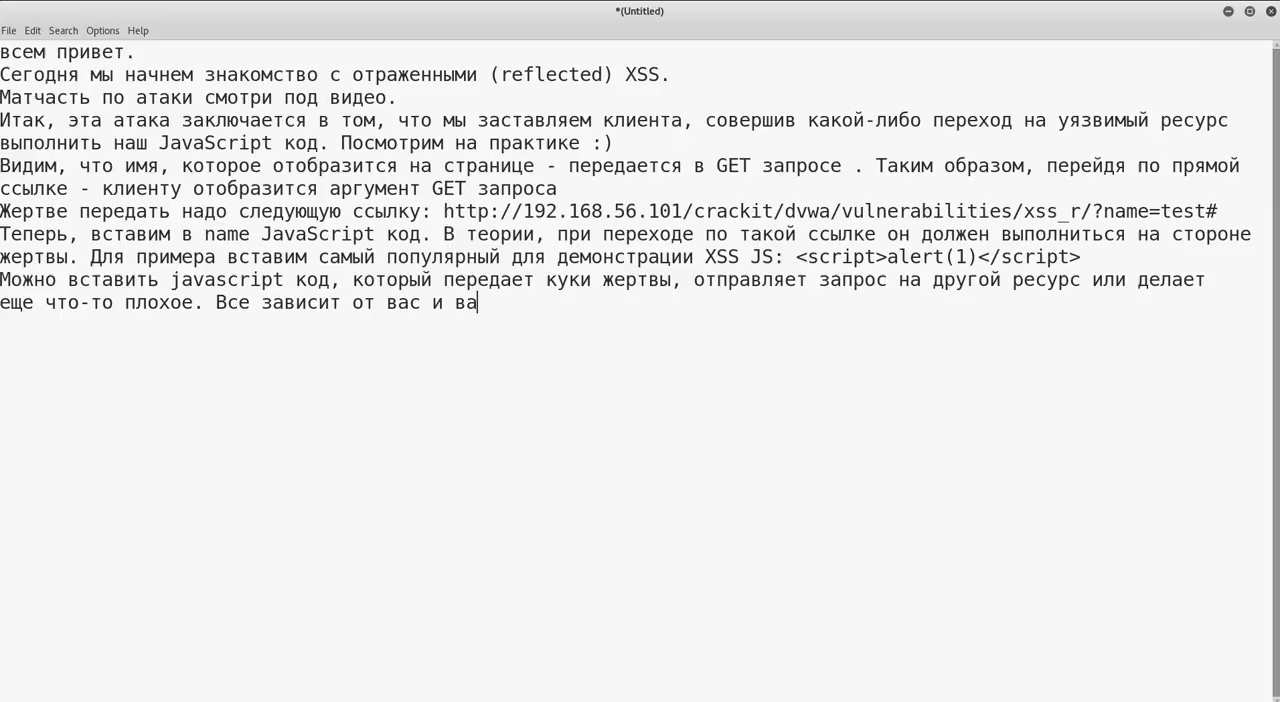 *(Untitled)
File Edit Search Options Help
всем привет.
Сегодня мы начнем знакомство с отраженными (reflected) XSS.
Матчасть по атаки смотри под видео.
Итак, эта атака заключается в том, что мы заставляем клиента, совершив какой-либо переход на уязвимый ресурс
выполнить наш JavaScript код. Посмотрим на практике :)
Видим, что имя, которое отобразится на странице - передается в GET запросе . Таким образом, перейдя по прямой
ссылке - клиенту отобразится аргумент GET запроса
Жертве передать надо следующую ссылку: http://192.168.56.101/crackit/dvwa/vulnerabilities/xss_r/?name=test#
Теперь, вставим в name JavaScript код. В теории, при переходе по такой ссылке он должен выполниться на стороне
жертвы. Для примера вставим самый популярный для демонстрации XSS JS: <script>alert(1)</script>
Можно вставить javascript код, который передает куки жертвы, отправляет запрос на другой ресурс или делает
еще что-то плохое. Все зависит от вас и ва